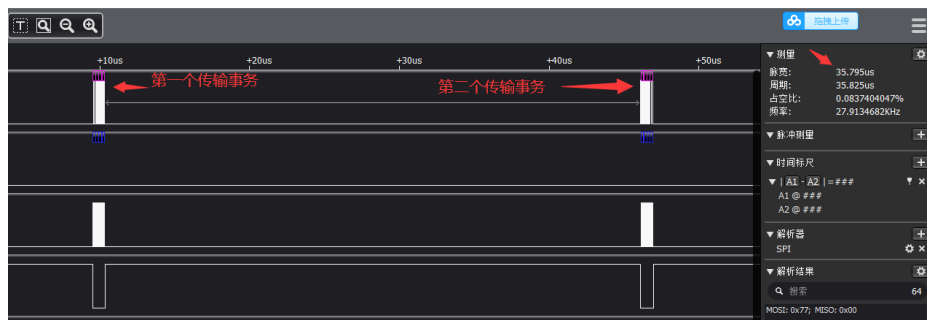 T
拖拽上传
+10us +20us +30us +40us +50us
第一个传输事务
第二个传输事务
▼测量
脉宽: 35.795us
周期: 35.825us
占空比: 0.0837404047%
频率: 27.9134682KHz
▼脉冲测量 +
▼时间标尺 +
▼ | A1 - A2 | =### ×
A1 @ ###
A2 @ ###
▼解析器 +
SPI ×
▼解析结果
搜索 64
MOSI: 0x77; MISO: 0x00